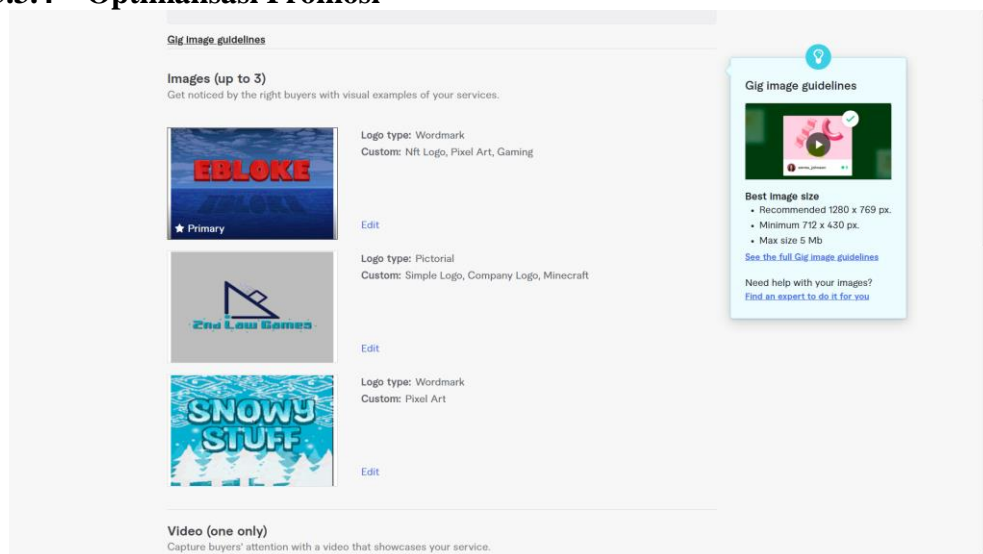 Optimalisasi Promosi
Gig image guidelines
Images (up to 3)
Get noticed by the right buyers with visual examples of your services.
EBLOKE
★ Primary
Logo type: Wordmark
Custom: Nft Logo, Pixel Art, Gaming
Edit
2nd Law Games
Logo type: Pictorial
Custom: Simple Logo, Company Logo, Minecraft
Edit
SNOWY
STUFF
Logo type: Wordmark
Custom: Pixel Art
Edit
Video (one only)
Capture buyers' attention with a video that showcases your service.
Gig image guidelines
Best image size
• Recommended 1280 x 769 px.
• Minimum 712 x 430 px.
• Max size 5 Mb
See the full Gig image guidelines
Need help with your images?
Find an expert to do it for you